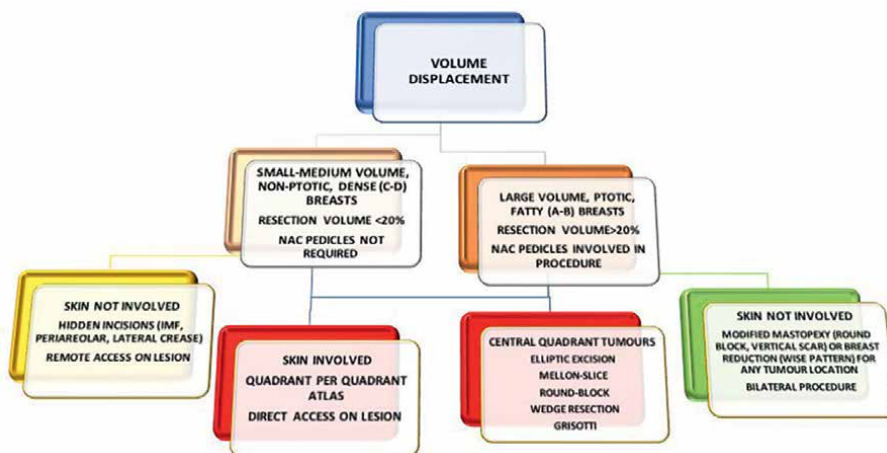 VOLUME
DISPLACEMENT
SMALL-MEDIUM VOLUME,
NON-PTOTIC, DENSE (C-D)
BREASTS
RESECTION VOLUME <20%
NAC PEDICLES NOT
REQUIRED
LARGE VOLUME, PTOTIC,
FATTY (A-B) BREASTS
RESECTION VOLUME>20%
NAC PEDICLES INVOLVED IN
PROCEDURE
SKIN NOT INVOLVED
HIDDEN INCISIONS (IMF,
PERIAREOLAR, LATERAL CREASE)
REMOTE ACCESS ON LESION
SKIN INVOLVED
QUADRANT PER QUADRANT
ATLAS
DIRECT ACCESS ON LESION
CENTRAL QUADRANT TUMOURS
ELLIPTIC EXCISION
MELLON-SLICE
ROUND-BLOCK
WEDGE RESECTION
GRISOTTI
SKIN NOT INVOLVED
MODIFIED MASTOPEXY (ROUND
BLOCK, VERTICAL SCAR) OR BREAST
REDUCTION (WISE PATTERN) FOR
ANY TUMOUR LOCATION
BILATERAL PROCEDURE